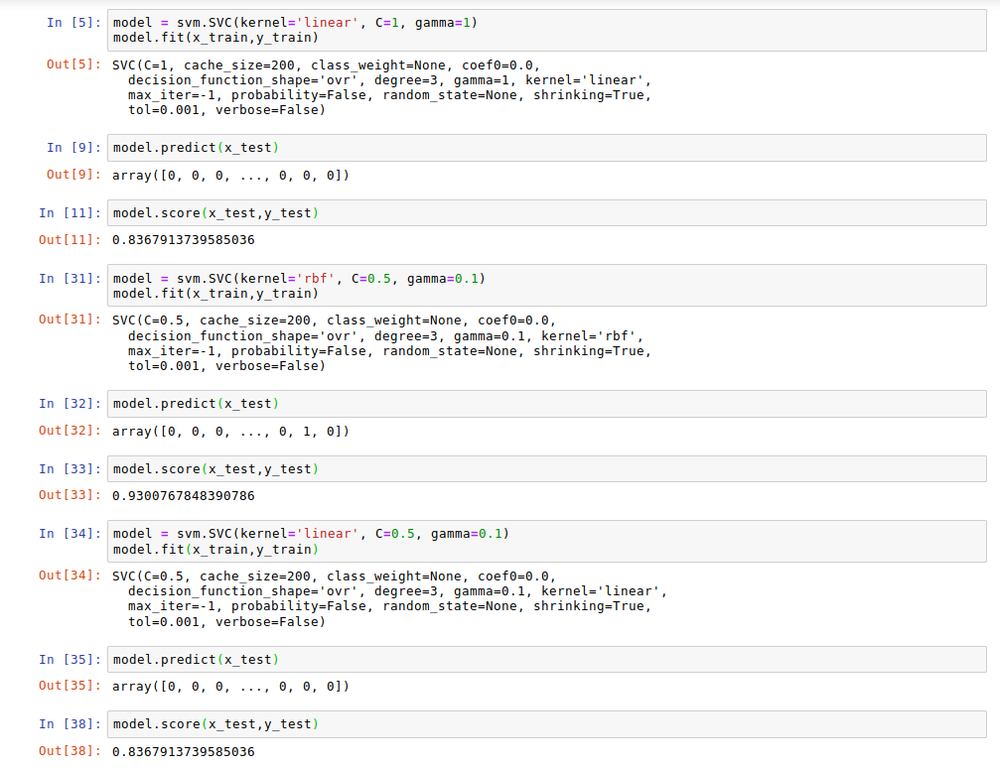 In [5]: model = svm.SVC(kernel='linear', C=1, gamma=1)
model.fit(x_train,y_train)
Out[5]: SVC(C=1, cache_size=200, class_weight=None, coef0=0.0,
decision_function_shape='ovr', degree=3, gamma=1, kernel='linear',
max_iter=-1, probability=False, random_state=None, shrinking=True,
tol=0.001, verbose=False)
In [9]: model.predict(x_test)
Out[9]: array([0, 0, 0, ..., 0, 0, 0])
In [11]: model.score(x_test,y_test)
Out[11]: 0.8367913739585036
In [31]: model = svm.SVC(kernel='rbf', C=0.5, gamma=0.1)
model.fit(x_train,y_train)
Out[31]: SVC(C=0.5, cache_size=200, class_weight=None, coef0=0.0,
decision_function_shape='ovr', degree=3, gamma=0.1, kernel='rbf',
max_iter=-1, probability=False, random_state=None, shrinking=True,
tol=0.001, verbose=False)
In [32]: model.predict(x_test)
Out[32]: array([0, 0, 0, ..., 0, 1, 0])
In [33]: model.score(x_test,y_test)
Out[33]: 0.9300767848390786
In [34]: model = svm.SVC(kernel='linear', C=0.5, gamma=0.1)
model.fit(x_train,y_train)
Out[34]: SVC(C=0.5, cache_size=200, class_weight=None, coef0=0.0,
decision_function_shape='ovr', degree=3, gamma=0.1, kernel='linear',
max_iter=-1, probability=False, random_state=None, shrinking=True,
tol=0.001, verbose=False)
In [35]: model.predict(x_test)
Out[35]: array([0, 0, 0, ..., 0, 0, 0])
In [38]: model.score(x_test,y_test)
Out[38]: 0.8367913739585036